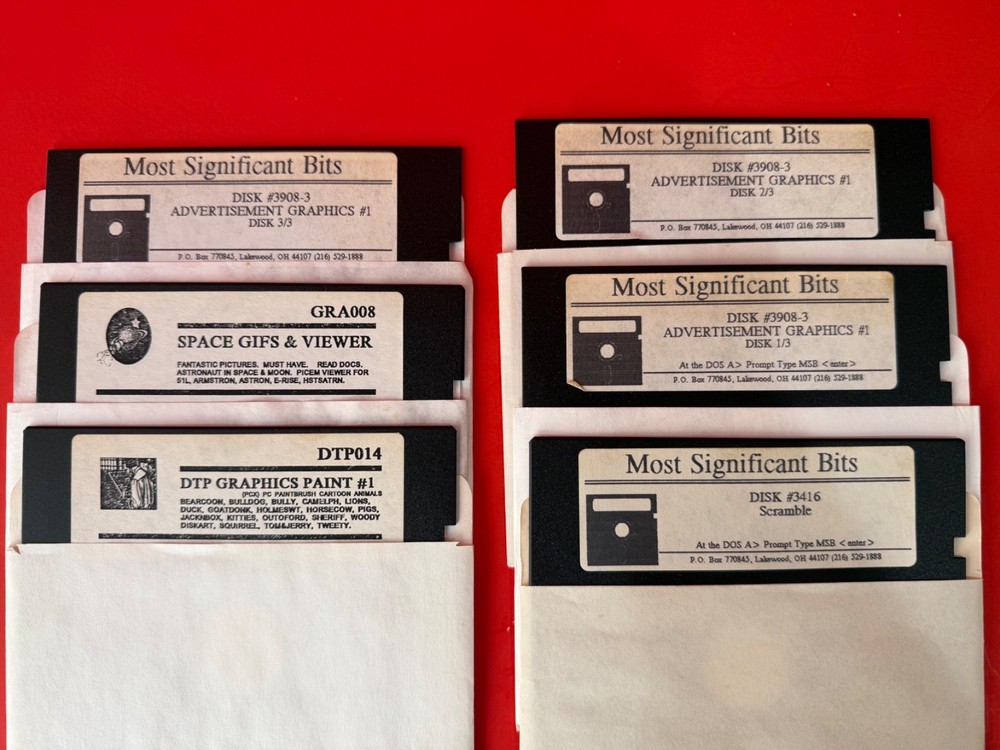 Most Significant Bits
DISK #3908-3
ADVERTISEMENT GRAPHICS #1
DISK 3/3
P.O. Box 770845, Lakewood, OH 44107 (216) 529-1888
GRA008
SPACE GIFS & VIEWER
FANTASTIC PICTURES. MUST HAVE. READ DOCS.
ASTRONAUT IN SPACE & MOON. PICEM VIEWER FOR
51L, ARMSTRON, ASTRON, E-RISE, HSTSATRN.
DTP014
DTP GRAPHICS PAINT #1
(PCX) PC PAINTBRUSH CARTOON ANIMALS
BEARCOON, BULLDOG, BULLY, CAMELPH, LIONS,
DUCK, GOATDONK, HOLMESWT, HORSECOW, PIGS,
JACKNBOX, KITTIES, OUTOFORD, SHERIFF, WOODY
DISKART, SQUIRREL, TOM&JERRY, TWEETY.
Most Significant Bits
DISK #3908-3
ADVERTISEMENT GRAPHICS #1
DISK 2/3
P.O. Box 770845, Lakewood, OH 44107 (216) 529-1888
Most Significant Bits
DISK #3908-3
ADVERTISEMENT GRAPHICS #1
DISK 1/3
At the DOS A> Prompt Type MSB <enter>
P.O. Box 770845, Lakewood, OH 44107 (216) 529-1888
Most Significant Bits
DISK #3416
Scramble
At the DOS A> Prompt Type MSB <enter>
P.O. Box 770845, Lakewood, OH 44107 (216) 529-1888